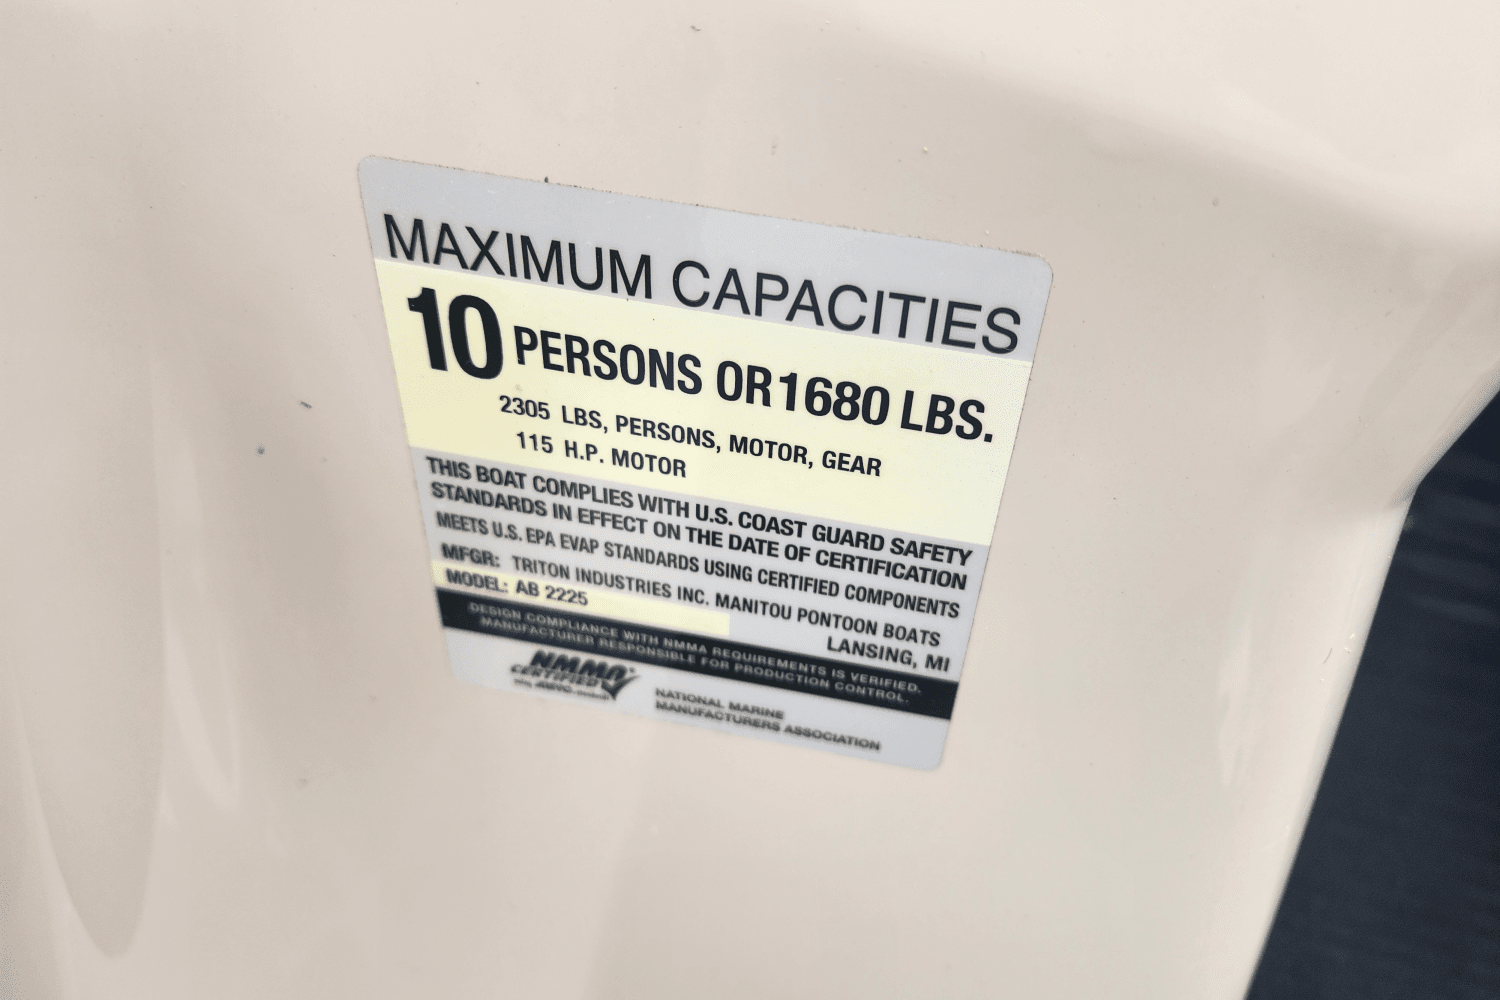 MAXIMUM CAPACITIES
10 PERSONS OR 1680 LBS.
2305 LBS, PERSONS, MOTOR, GEAR
115 H.P. MOTOR
THIS BOAT COMPLIES WITH U.S. COAST GUARD SAFETY
STANDARDS IN EFFECT ON THE DATE OF CERTIFICATION
MEETS U.S. EPA EVAP STANDARDS USING CERTIFIED COMPONENTS
MFGR: TRITON INDUSTRIES INC. MANITOU PONTOON BOATS
MODEL: AB 2225
LANSING, MI
DESIGN COMPLIANCE WITH NMMA REQUIREMENTS IS VERIFIED.
MANUFACTURER RESPONSIBLE FOR PRODUCTION CONTROL.
NMMA
CERTIFIED
NATIONAL MARINE
MANUFACTURERS ASSOCIATION